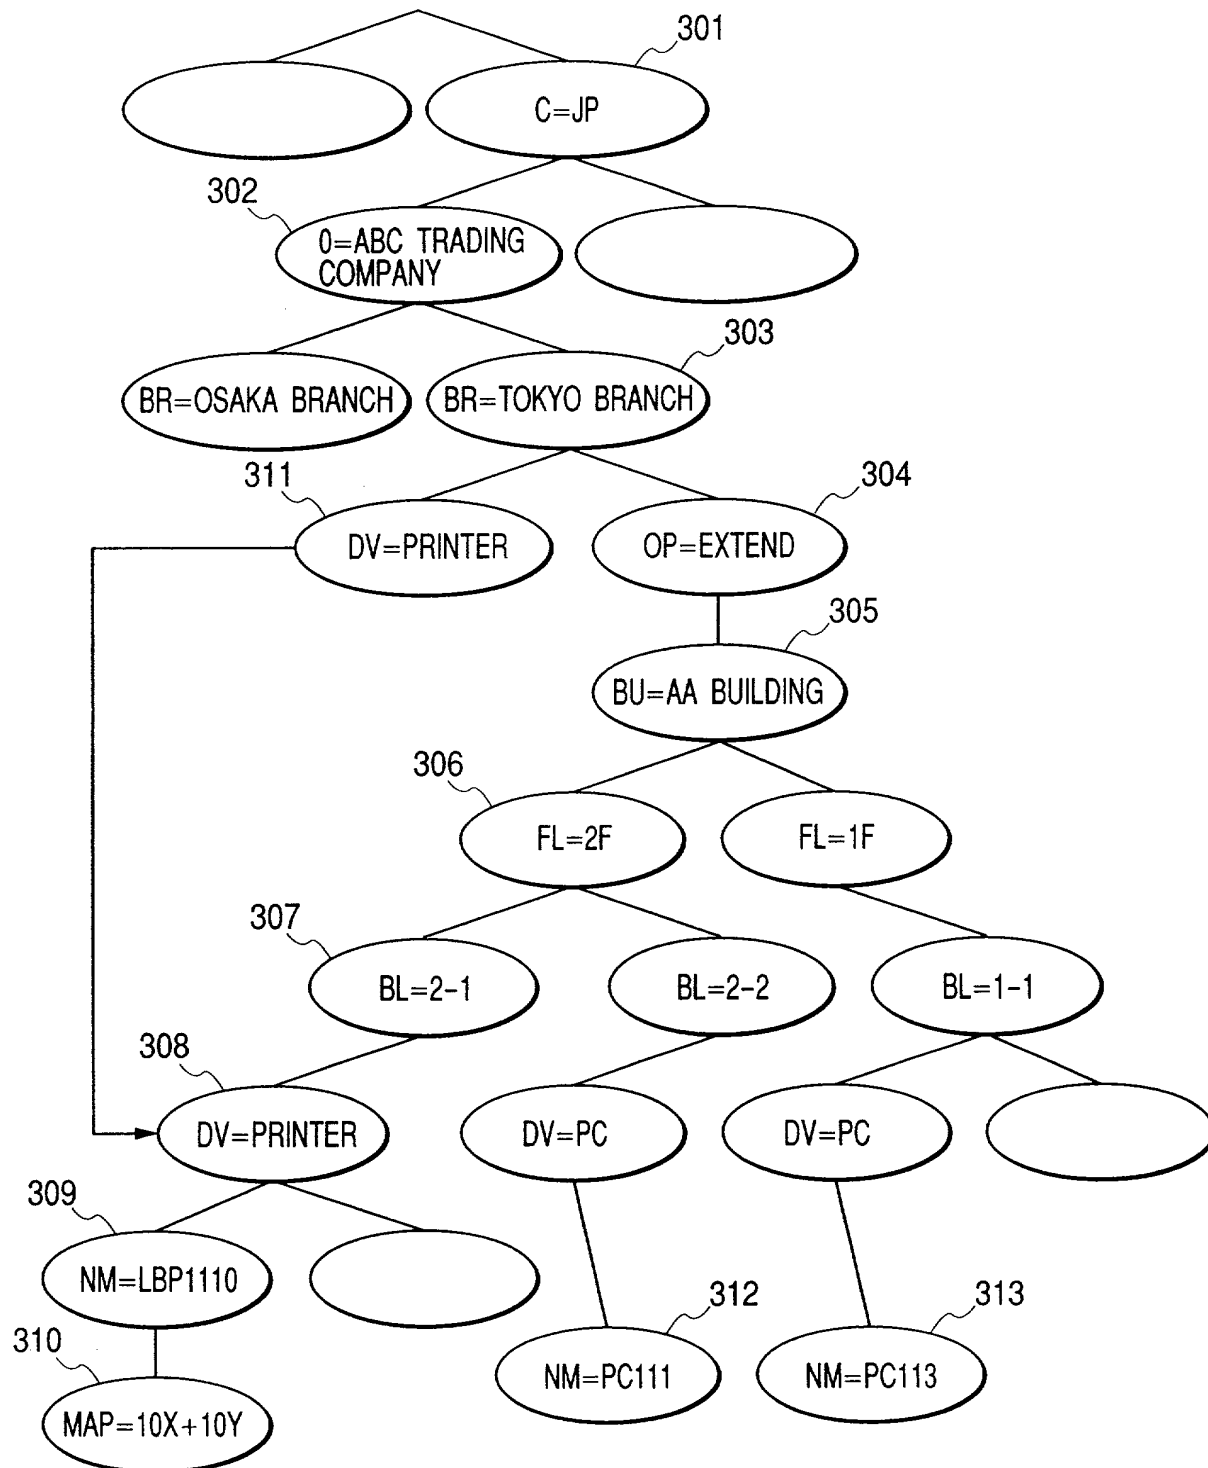 301
C=JP
302
0=ABC TRADING
COMPANY
303
BR=OSAKA BRANCH
BR=TOKYO BRANCH
311
304
DV=PRINTER
OP=EXTEND
305
BU=AA BUILDING
306
FL=2F
FL=1F
307
BL=2-1
BL=2-2
BL=1-1
308
DV=PRINTER
DV=PC
DV=PC
309
NM=LBP1110
312
313
310
NM=PC111
NM=PC113
MAP=10X+10Y